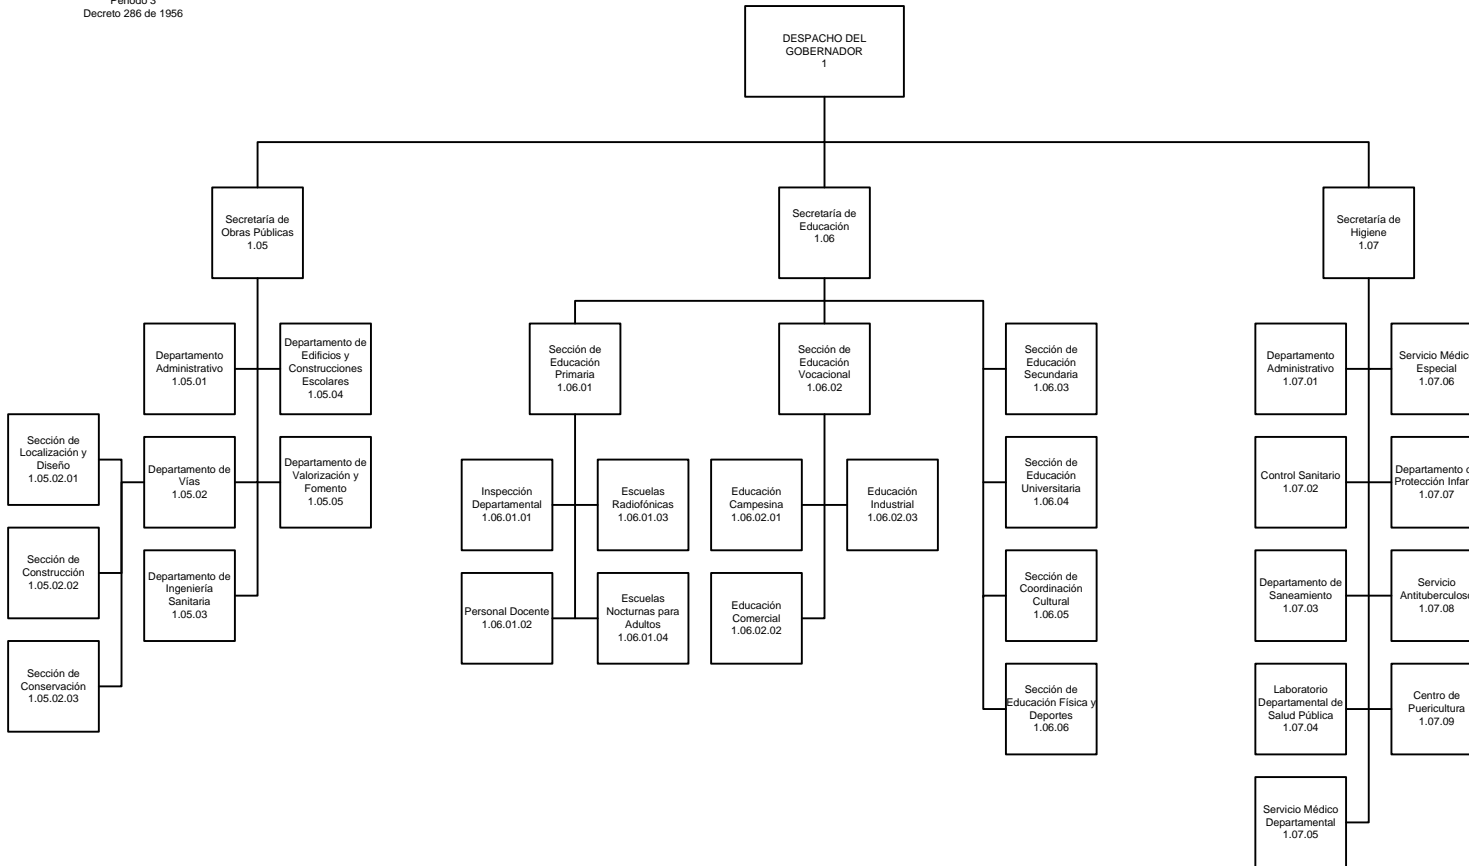 Período 3
Decreto 286 de 1956
DESPACHO DEL
GOBERNADOR
1
Secretaría de
Obras Públicas
1.05
Secretaría de
Educación
1.06
Secretaría de
Higiene
1.07
Departamento
Administrativo
1.05.01
Departamento de
Edificios y
Construcciones
Escolares
1.05.04
Sección de
Localización y
Diseño
1.05.02.01
Departamento de
Vías
1.05.02
Departamento de
Valorización y
Fomento
1.05.05
Sección de
Construcción
1.05.02.02
Departamento de
Ingeniería
Sanitaria
1.05.03
Sección de
Conservación
1.05.02.03
Sección de
Educación
Primaria
1.06.01
Inspección
Departamental
1.06.01.01
Escuelas
Radiofónicas
1.06.01.03
Personal Docente
1.06.01.02
Escuelas
Nocturnas para
Adultos
1.06.01.04
Sección de
Educación
Vocacional
1.06.02
Educación
Campesina
1.06.02.01
Educación
Industrial
1.06.02.03
Educación
Comercial
1.06.02.02
Sección de
Educación
Secundaria
1.06.03
Sección de
Educación
Universitaria
1.06.04
Sección de
Coordinación
Cultural
1.06.05
Sección de
Educación Física y
Deportes
1.06.06
Departamento
Administrativo
1.07.01
Servicio Médico
Especial
1.07.06
Control Sanitario
1.07.02
Departamento
Protección
1.07.07
Departamento de
Saneamiento
1.07.03
Servicio
1.07.08
Laboratorio
Departamental de
Salud Pública
1.07.04
Centro de
Puericultura
1.07.09
Servicio Médico
Departamental
1.07.05